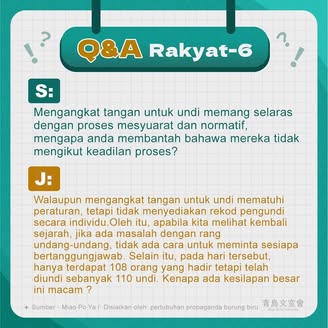 Q&A Rakyat-6
S:
Mengangkat tangan untuk undi memang selaras
dengan proses mesyuarat dan normatif,
mengapa anda membantah bahawa mereka tidak
mengikut keadilan proses?
J:
Walaupun mengangkat tangan untuk undi mematuhi
peraturan, tetapi tidak menyediakan rekod pengundi
secara individu.Oleh itu, apabila kita melihat kembali
sejarah, jika ada masalah dengan rang
undang-undang, tidak ada cara untuk meminta sesiapa
bertanggungjawab. Selain itu, pada hari tersebut,
hanya terdapat 108 orang yang hadir tetapi telah
diundi sebanyak 110 undi. Kenapa ada kesilapan besar
ini macam ?
Sumber - Miao Po Ya / Disiarkan oleh: pertubuhan propaganda burung biru
青鳥文宣會